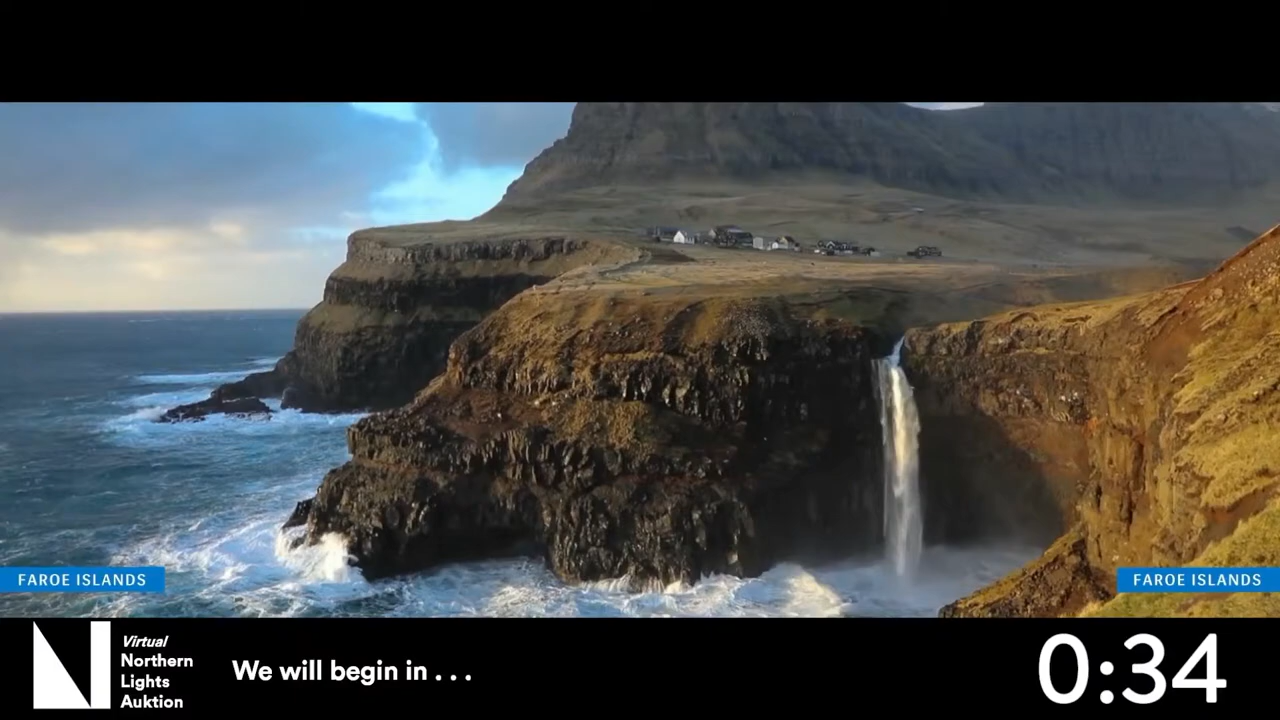 FAROE ISLANDS
FAROE ISLANDS
Virtual
Northern
Lights
Auktion
We will begin in . . .
0:34